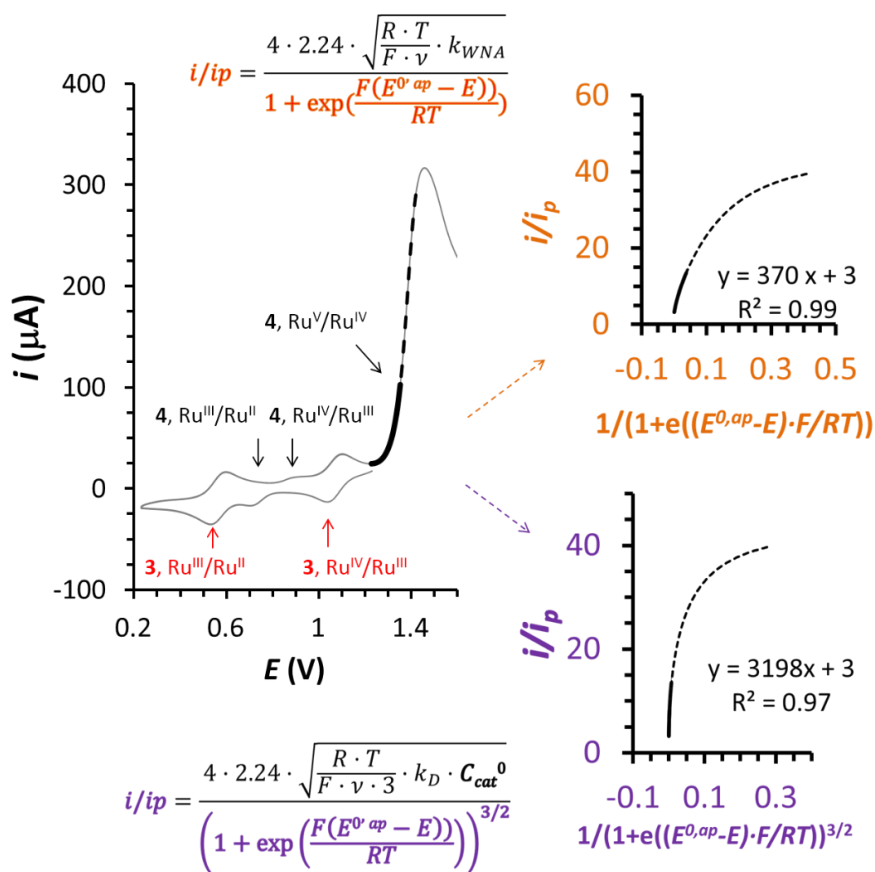 i/ip = 4 · 2.24 · √(R · T / F · ν · k_WNA) / 1 + exp(F(E^0' ap − E)) / RT)
400
300
200
100
0
-100
i (µA)
0.2
0.6
1
1.4
E (V)
4, Ru^V/Ru^IV
4, Ru^III/Ru^II
4, Ru^IV/Ru^III
3, Ru^III/Ru^II
3, Ru^IV/Ru^III
60
40
20
0
i/i_p
y = 370 x + 3
R² = 0.99
-0.1
0.1
0.3
0.5
1/(1+e((E^0,ap-E)·F/RT))
40
20
0
i/i_p
y = 3198x + 3
R² = 0.97
-0.1
0.1
0.3
1/(1+e((E^0,ap-E)·F/RT))^3/2
i/ip = 4 · 2.24 · √(R · T / F · ν · 3 · k_D · C_cat^0) / (1 + exp(F(E^0' ap − E)) / RT))^3/2